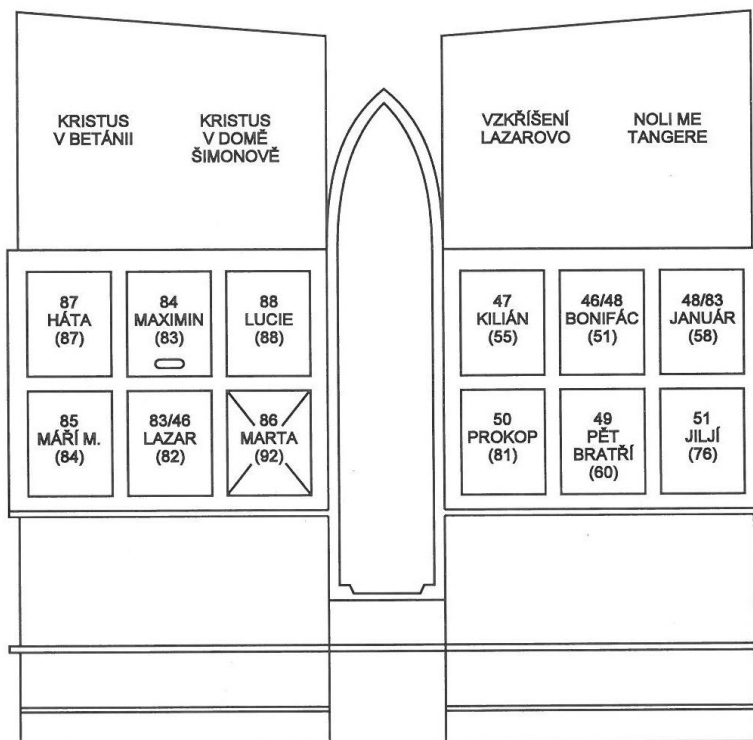 KRISTUS
V BETÁNII
KRISTUS
V DOMĚ
ŠIMONOVĚ
VZKŘÍŠENÍ
LAZAROVO
NOLI ME
TANGERE
87
HÁTA
(87)
84
MAXIMIN
(83)
88
LUCIE
(88)
47
KILIÁN
(55)
46/48
BONIFÁC
(51)
48/83
JANUÁR
(58)
85
MÁŘÍ M.
(84)
83/46
LAZAR
(82)
86
MARTA
(92)
50
PROKOP
(81)
49
PĚT
BRATŘÍ
(60)
51
JILJÍ
(76)